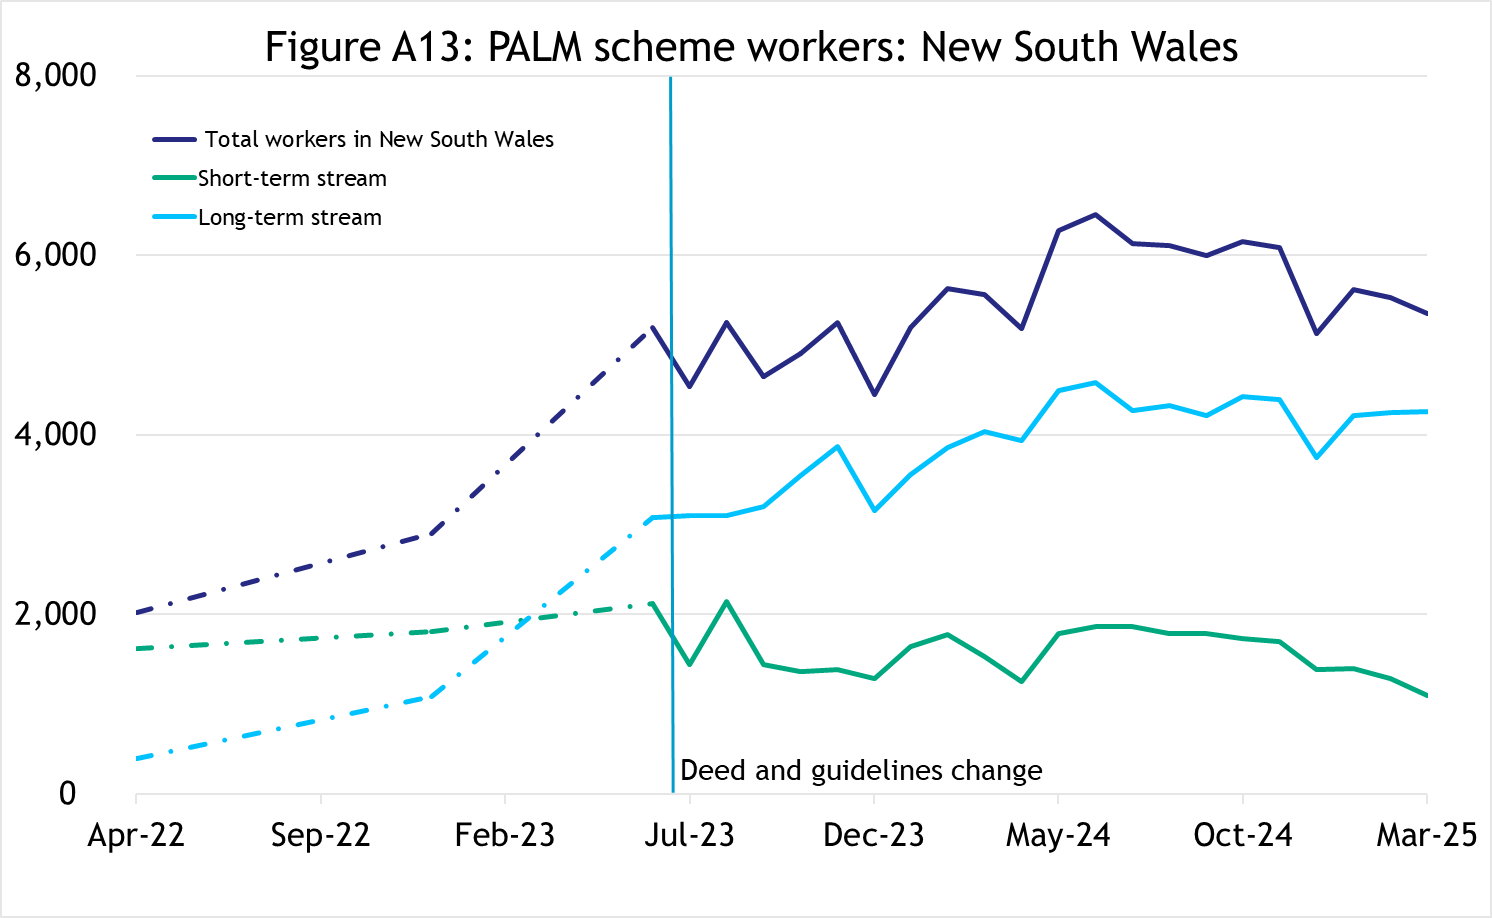 Figure A13: PALM scheme workers: New South Wales
8,000
Total workers in New South Wales
Short-term stream
Long-term stream
6,000
4,000
2,000
Deed and guidelines change
0
Apr-22 Sep-22 Feb-23 Jul-23 Dec-23 May-24 Oct-24 Mar-25